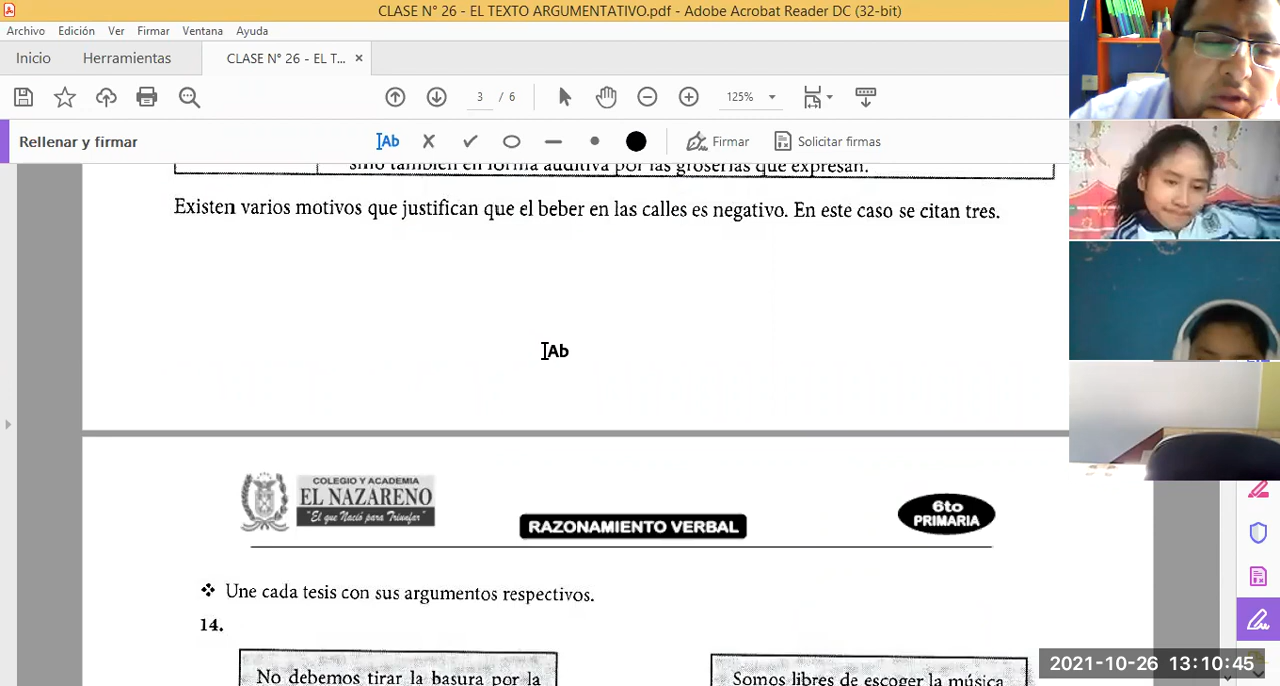 CLASE N° 26 - EL TEXTO ARGUMENTATIVO.pdf - Adobe Acrobat Reader DC (32-bit)
Archivo Edición Ver Firmar Ventana Ayuda
Inicio Herramientas CLASE N° 26 - EL T... ×
3 / 6 125%
Rellenar y firmar Ab Firmar Solicitar firmas
sino también en forma auditiva por las groserías que expresan.
Existen varios motivos que justifican que el beber en las calles es negativo. En este caso se citan tres.
Ab
COLEGIO Y ACADEMIA
EL NAZARENO
"El que Nació para Triunfar"
RAZONAMIENTO VERBAL
6to
PRIMARIA
Une cada tesis con sus argumentos respectivos.
14.
No debemos tirar la basura por la
Somos libres de escoger la música
2021-10-26 13:10:45